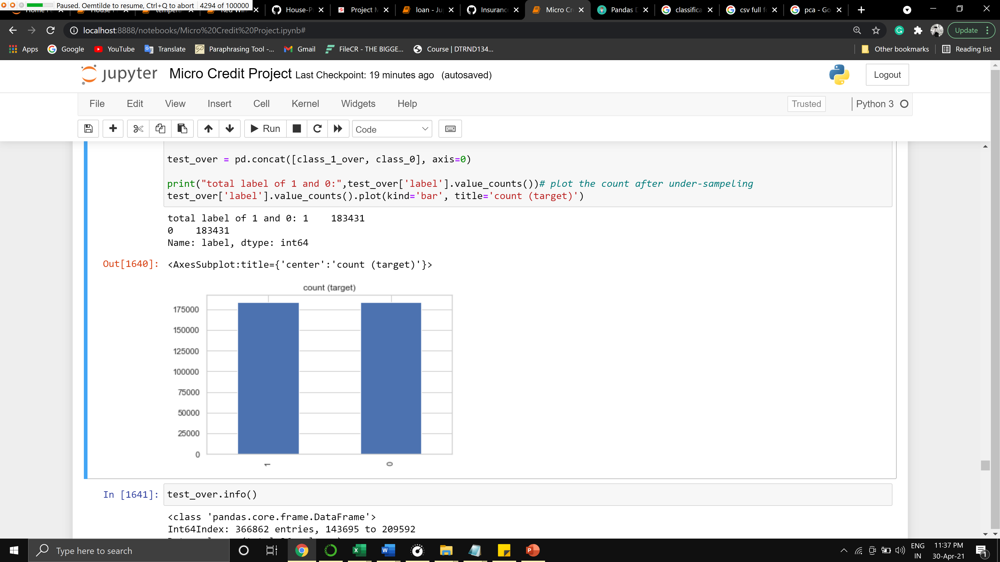 Paused. Oemtilde to resume, Ctrl+Q to abort 4294 of 100000
House-P Project M loan - Ju Insuranc Micro Cr Pandas D classifica csv full f pca - Go
localhost:8888/notebooks/Micro%20Credit%20Project.ipynb#
Update
Apps Google YouTube Translate Paraphrasing Tool -... Gmail FileCR - THE BIGGE... Course | DTRND134... Other bookmarks Reading list
jupyter Micro Credit Project Last Checkpoint: 19 minutes ago (autosaved) Logout
File Edit View Insert Cell Kernel Widgets Help Trusted Python 3
Run Code
test_over = pd.concat([class_1_over, class_0], axis=0)
print("total label of 1 and 0:",test_over['label'].value_counts())# plot the count after under-sampeling
test_over['label'].value_counts().plot(kind='bar', title='count (target)')
total label of 1 and 0: 1    183431
0    183431
Name: label, dtype: int64
Out[1640]: <AxesSubplot:title={'center':'count (target)'}>
count (target)
175000
150000
125000
100000
75000
50000
25000
0
1 0
In [1641]: test_over.info()
<class 'pandas.core.frame.DataFrame'>
Int64Index: 366862 entries, 143695 to 209592
Type here to search
ENG 11:37 PM
IN 30-Apr-21 1